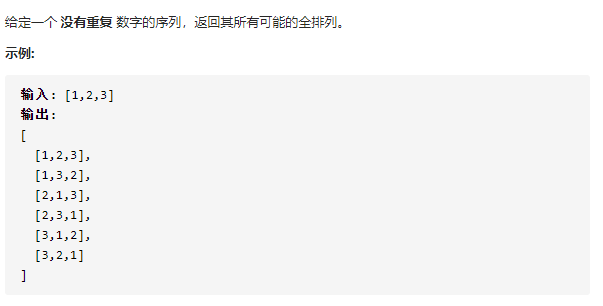 给定一个 没有重复 数字的序列，返回其所有可能的全排列。
示例:
输入: [1,2,3]
输出:
[
  [1,2,3],
  [1,3,2],
  [2,1,3],
  [2,3,1],
  [3,1,2],
  [3,2,1]
]